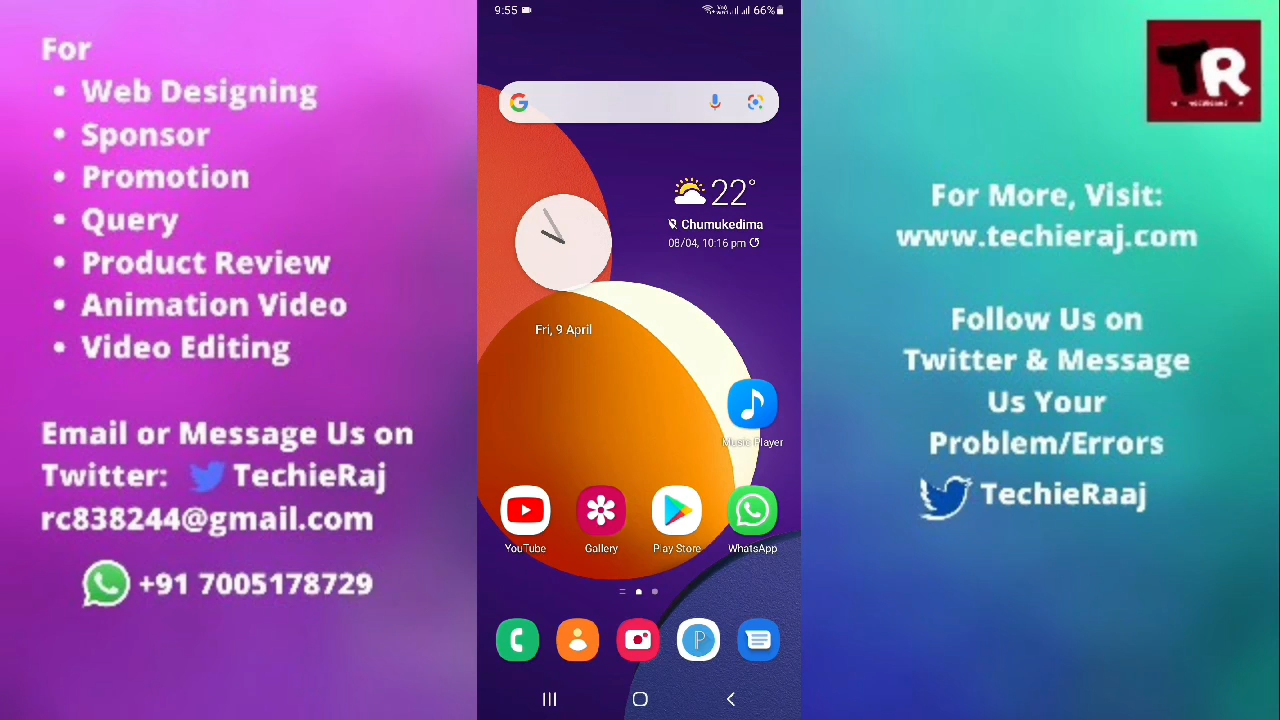 For
• Web Designing
• Sponsor
• Promotion
• Query
• Product Review
• Animation Video
• Video Editing
Email or Message Us on
Twitter: TechieRaj
rc838244@gmail.com
+91 7005178729
9:55
66%
G
22°
Chumukedima
08/04, 10:16 pm
Fri, 9 April
Music Player
YouTube
Gallery
Play Store
WhatsApp
P
TR
For More, Visit:
www.techieraj.com
Follow Us on
Twitter & Message
Us Your
Problem/Errors
TechieRaaj